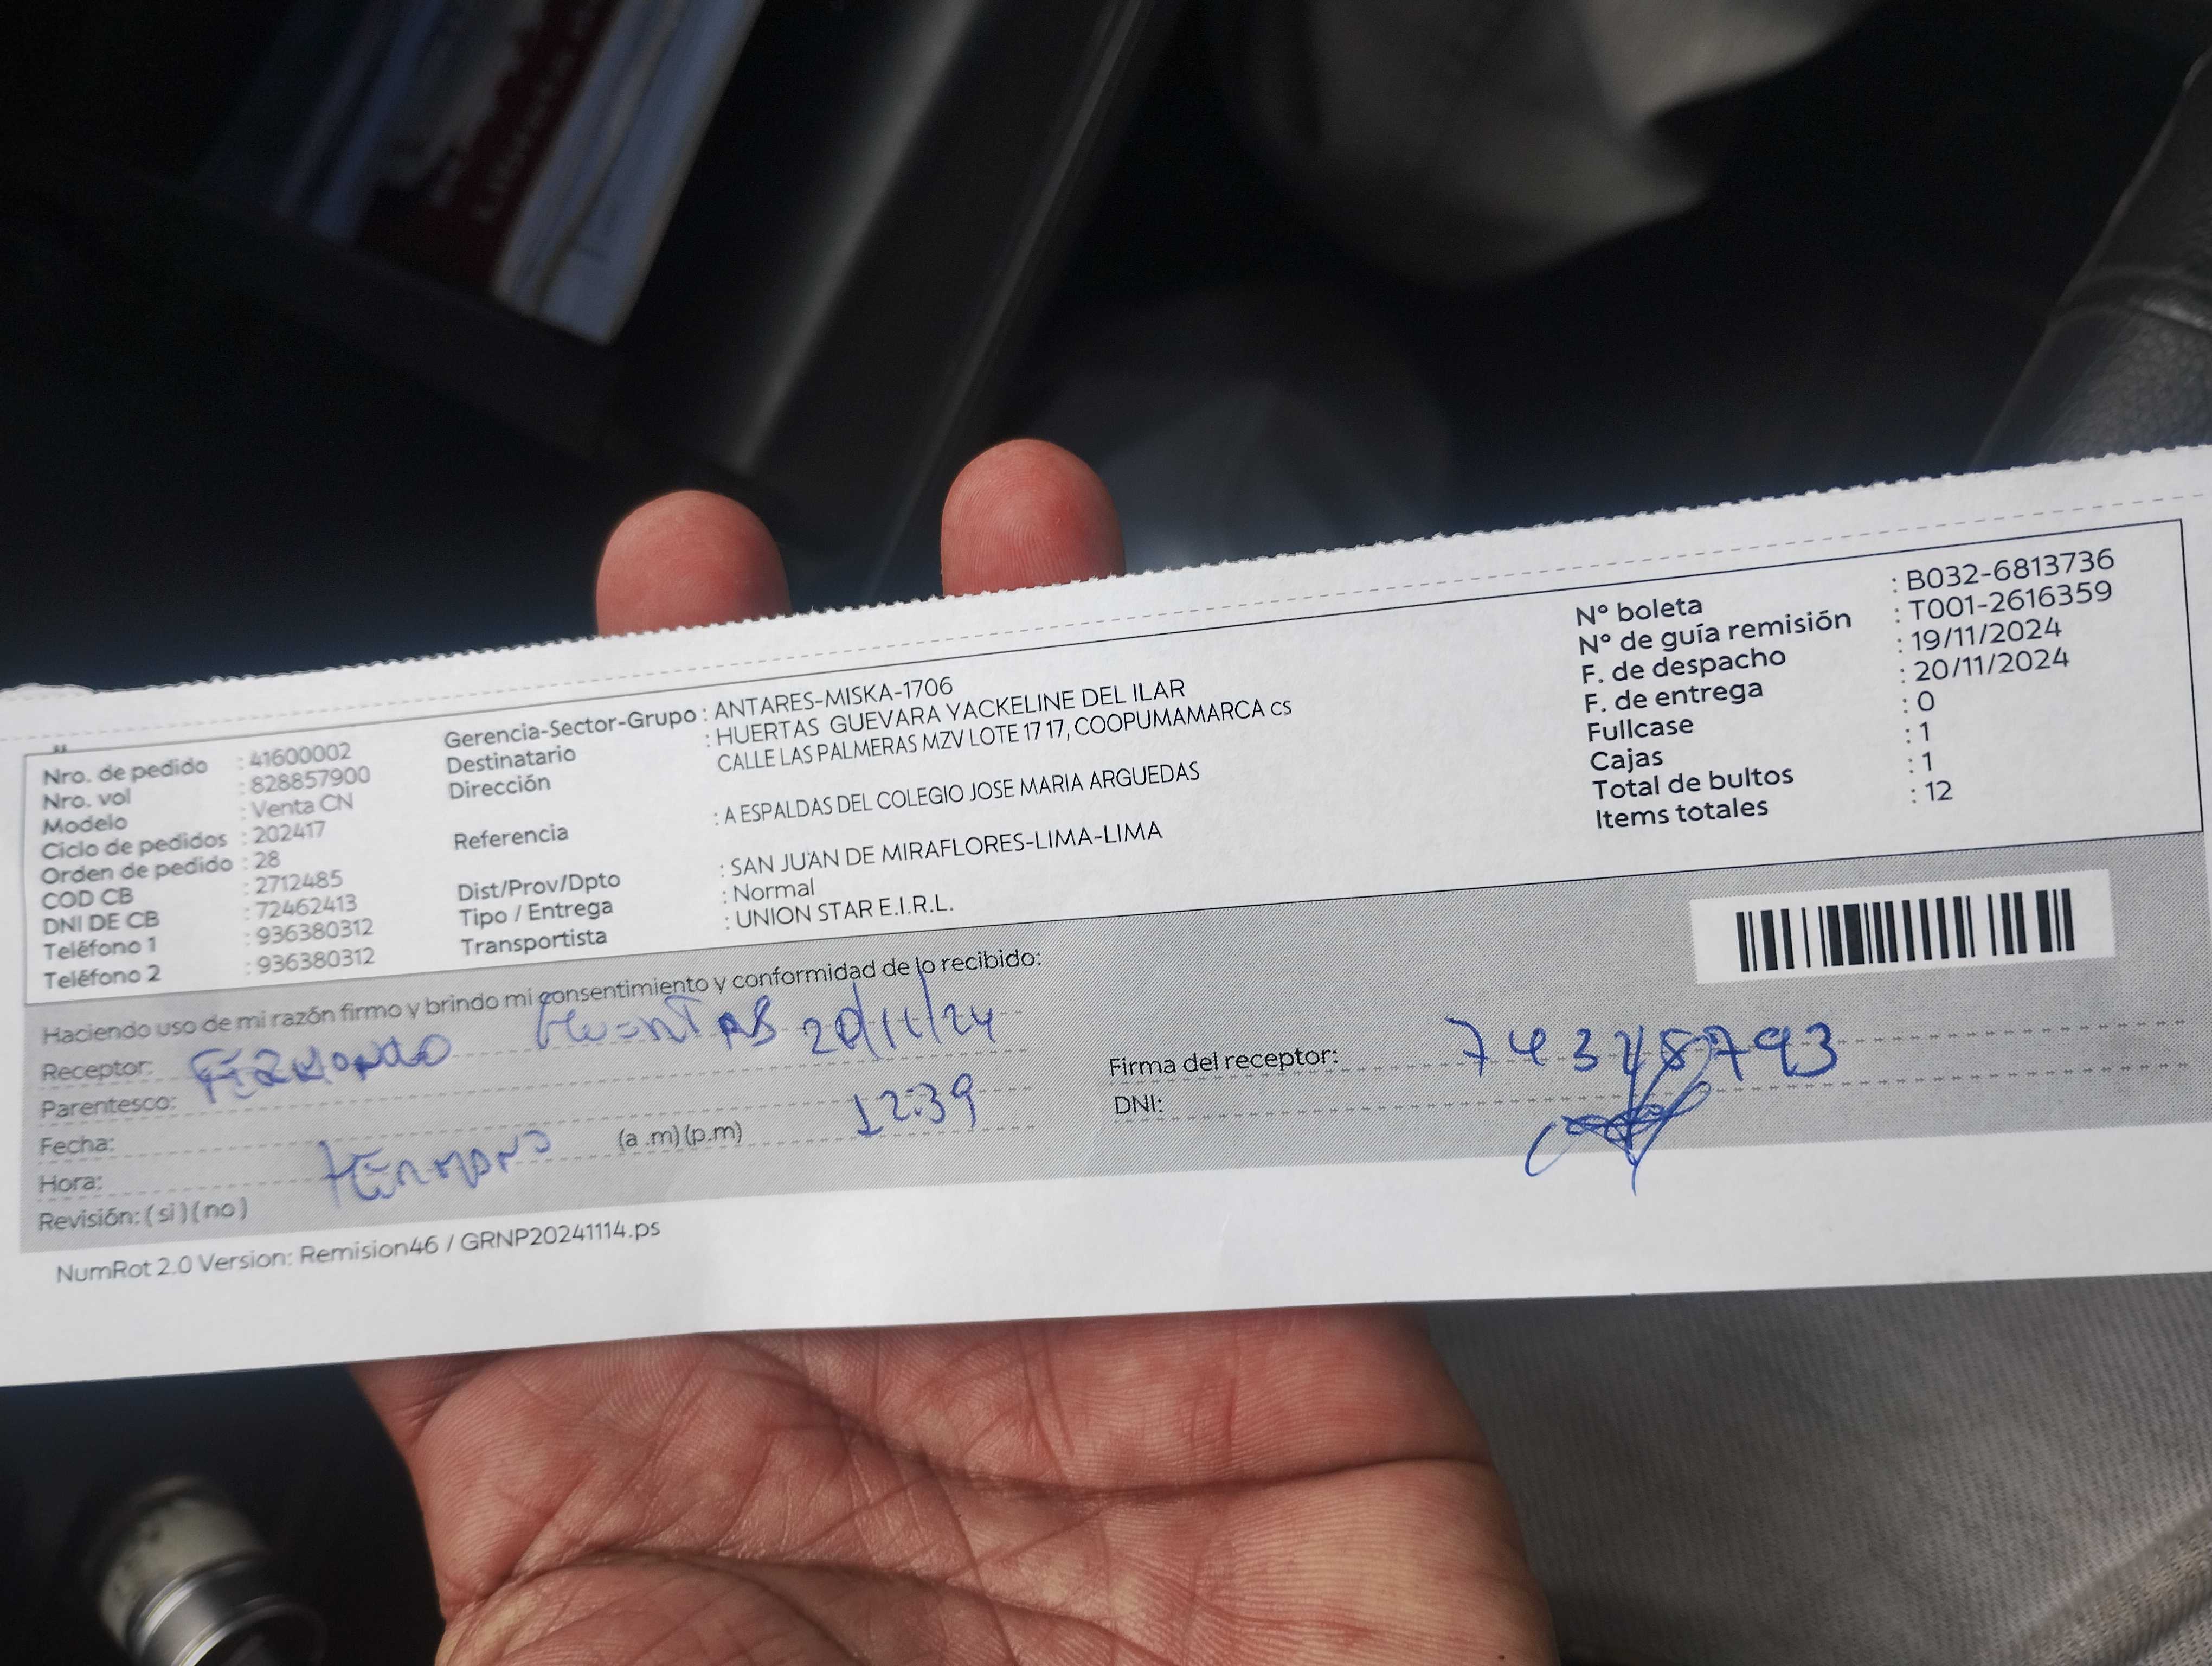 Nro. de pedido : 41600002
Nro. vol : 828857900
Modelo : Venta CN
Ciclo de pedidos : 202417
Orden de pedido : 28
COD CB : 2712485
DNI DE CB : 72462413
Teléfono 1 : 936380312
Teléfono 2 : 936380312
Gerencia-Sector-Grupo : ANTARES-MISKA-1706
Destinatario : HUERTAS GUEVARA YACKELINE DEL ILAR
Dirección CALLE LAS PALMERAS MZV LOTE 17 17, COOPUMAMARCA cs
Referencia : A ESPALDAS DEL COLEGIO JOSE MARIA ARGUEDAS
Dist/Prov/Dpto : SAN JUAN DE MIRAFLORES-LIMA-LIMA
Tipo / Entrega : Normal
Transportista : UNION STAR E.I.R.L.
N° boleta : B032-6813736
N° de guía remisión : T001-2616359
F. de despacho : 19/11/2024
F. de entrega : 20/11/2024
Fullcase : 0
Cajas : 1
Total de bultos : 1
Items totales : 12
Haciendo uso de mi razón firmo y brindo mi consentimiento y conformidad de lo recibido:
Receptor: 20/11/24
Parentesco:
Fecha: 12:39
Hora: HERMANO (a .m)(p.m)
Revisión: (si)(no)
Firma del receptor:
DNI:
NumRot 2.0 Version: Remision46 / GRNP20241114.ps